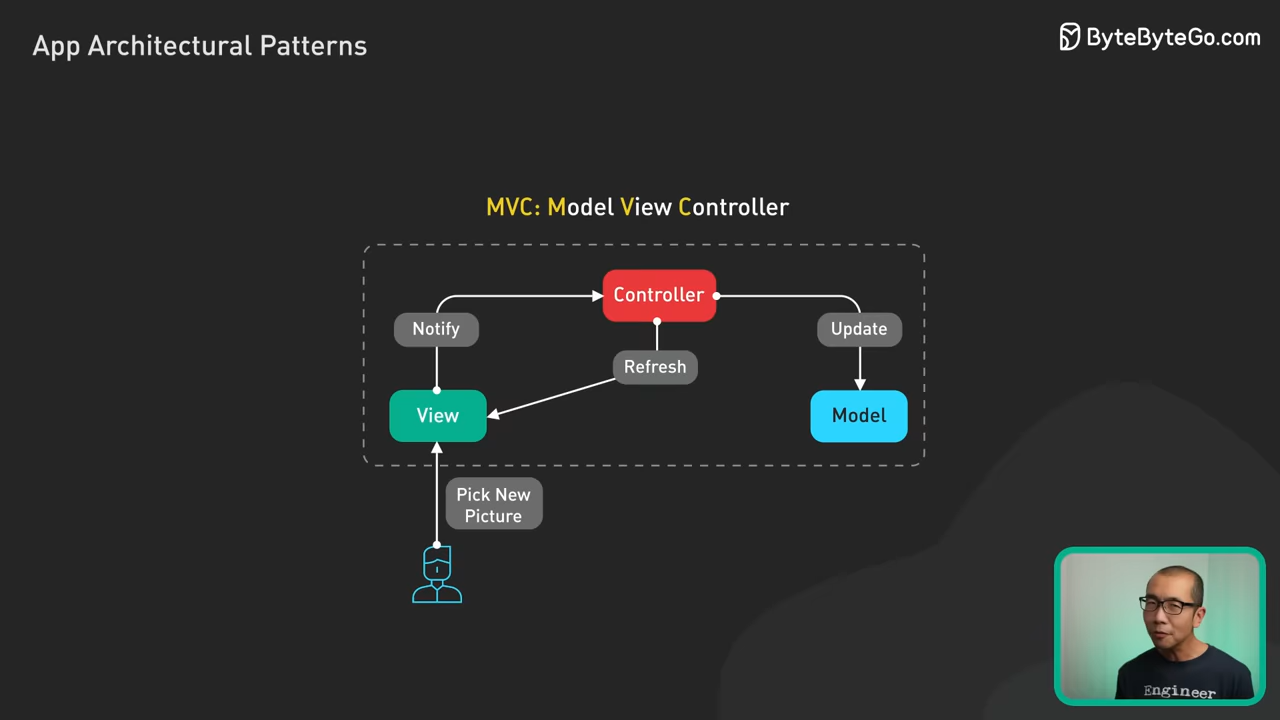 App Architectural Patterns
ByteByteGo.com
MVC: Model View Controller
Controller
Notify
Update
Refresh
View
Model
Pick New
Picture
Engineer